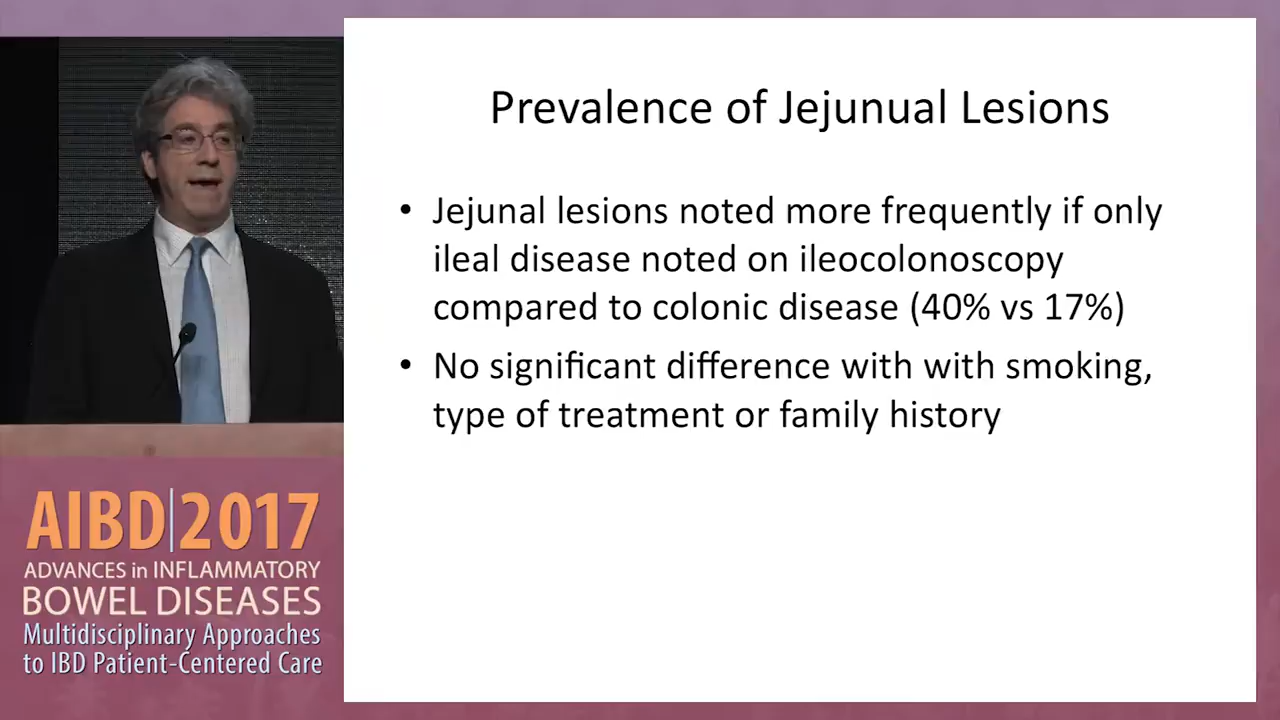 Prevalence of Jejunual Lesions
• Jejunal lesions noted more frequently if only
ileal disease noted on ileocolonoscopy
compared to colonic disease (40% vs 17%)
• No significant difference with with smoking,
type of treatment or family history
AIBD|2017
ADVANCES in INFLAMMATORY
BOWEL DISEASES
Multidisciplinary Approaches
to IBD Patient-Centered Care